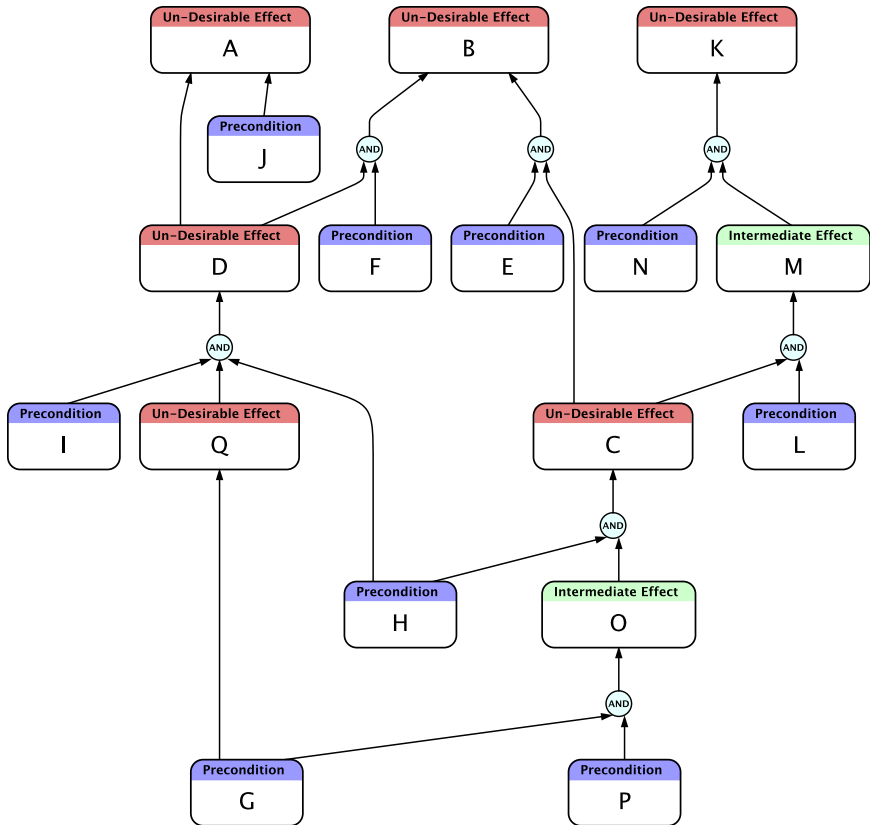 Un-Desirable Effect
A
Un-Desirable Effect
B
Un-Desirable Effect
K
Precondition
J
AND
AND
AND
Un-Desirable Effect
D
Precondition
F
Precondition
E
Precondition
N
Intermediate Effect
M
AND
AND
Precondition
I
Un-Desirable Effect
Q
Un-Desirable Effect
C
Precondition
L
AND
Precondition
H
Intermediate Effect
O
AND
Precondition
G
Precondition
P